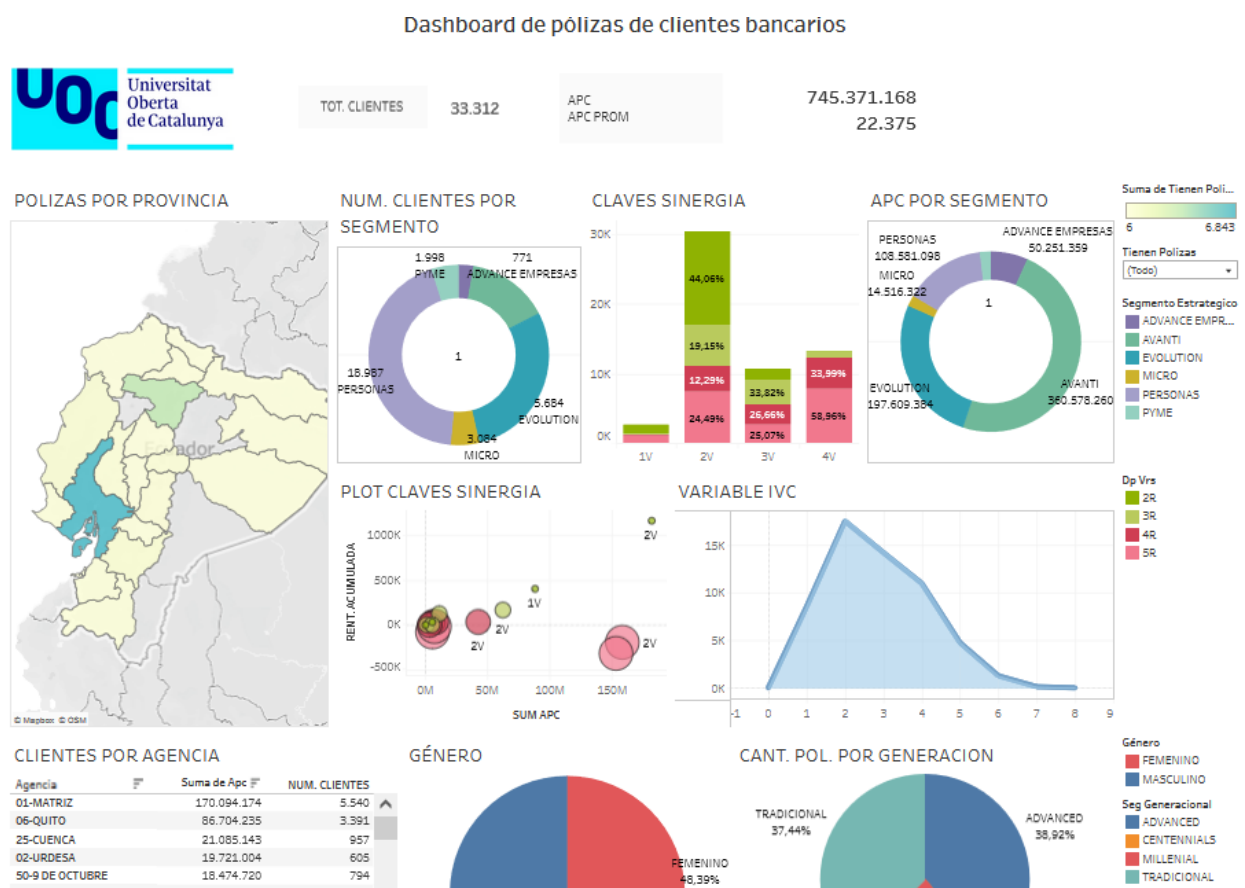 Dashboard de pólizas de clientes bancarios
UOC
Universitat
Oberta
de Catalunya
TOT. CLIENTES
33.312
APC
APC PROM
745.371.168
22.375
POLIZAS POR PROVINCIA
Ecuador
© Mapbox © OSM
NUM. CLIENTES POR
SEGMENTO
1.998
PYME
771
ADVANCE EMPRESAS
1
18.987
PERSONAS
5.684
EVOLUTION
3.084
MICRO
CLAVES SINERGIA
30K
20K
10K
0K
44,06%
19,15%
12,29%
24,49%
33,82%
26,66%
25,07%
33,99%
58,96%
1V
2V
3V
4V
APC POR SEGMENTO
PERSONAS
108.581.098
ADVANCE EMPRESAS
50.251.359
MICRO
14.516.322
1
EVOLUTION
197.609.384
AVANTI
360.578.260
Suma de Tienen Poli...
6
6.843
Tienen Polizas
(Todo)
Segmento Estrategico
ADVANCE EMPR...
AVANTI
EVOLUTION
MICRO
PERSONAS
PYME
PLOT CLAVES SINERGIA
RENT. ACUMULADA
1000K
500K
0K
-500K
2V
1V
2V
2V
2V
0M
50M
100M
150M
SUM APC
VARIABLE IVC
15K
10K
5K
0K
-1
0
1
2
3
4
5
6
7
8
9
Dp Vrs
2R
3R
4R
5R
CLIENTES POR AGENCIA
Agencia
Suma de Apc
NUM. CLIENTES
01-MATRIZ 170.094.174 5.540
06-QUITO 86.704.235 3.391
25-CUENCA 21.085.143 957
02-URDESA 19.721.004 605
50-9 DE OCTUBRE 18.474.720 794
GÉNERO
FEMENINO
48,39%
CANT. POL. POR GENERACION
TRADICIONAL
37,44%
ADVANCED
38,92%
Género
FEMENINO
MASCULINO
Seg Generacional
ADVANCED
CENTENNIALS
MILLENIAL
TRADICIONAL